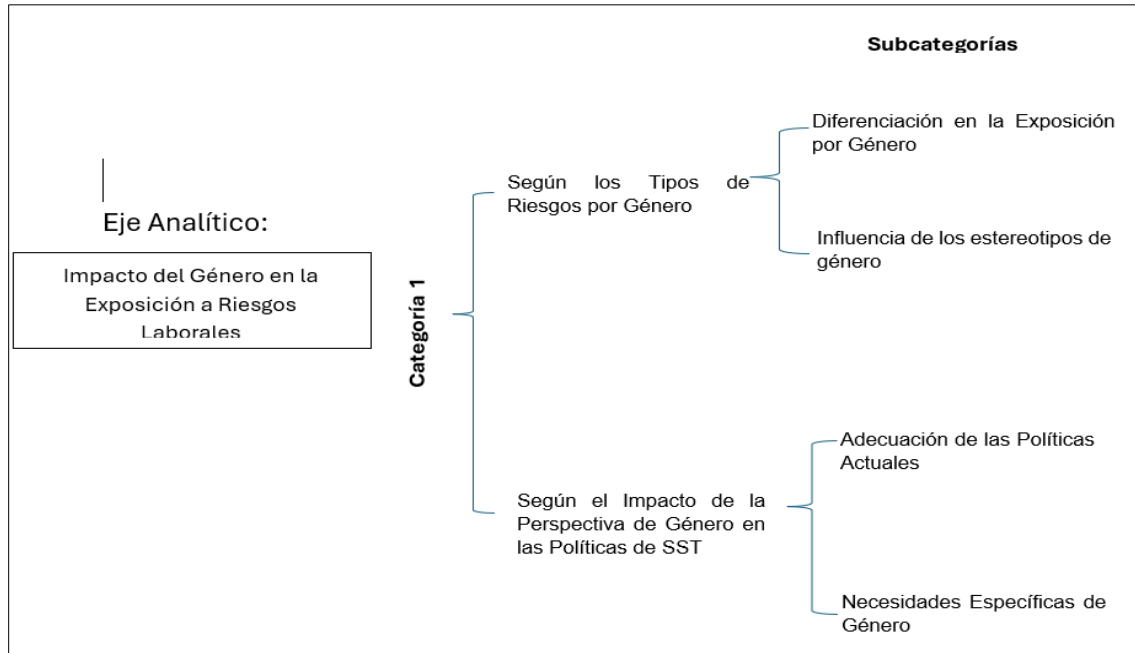 Subcategorías
Diferenciación en la Exposición
por Género
Según los Tipos de
Riesgos por Género
Influencia de los estereotipos de
género
Eje Analítico:
Impacto del Género en la
Exposición a Riesgos
Laborales
Categoría 1
Adecuación de las Políticas
Actuales
Según el Impacto de la
Perspectiva de Género en
las Políticas de SST
Necesidades Específicas de
Género